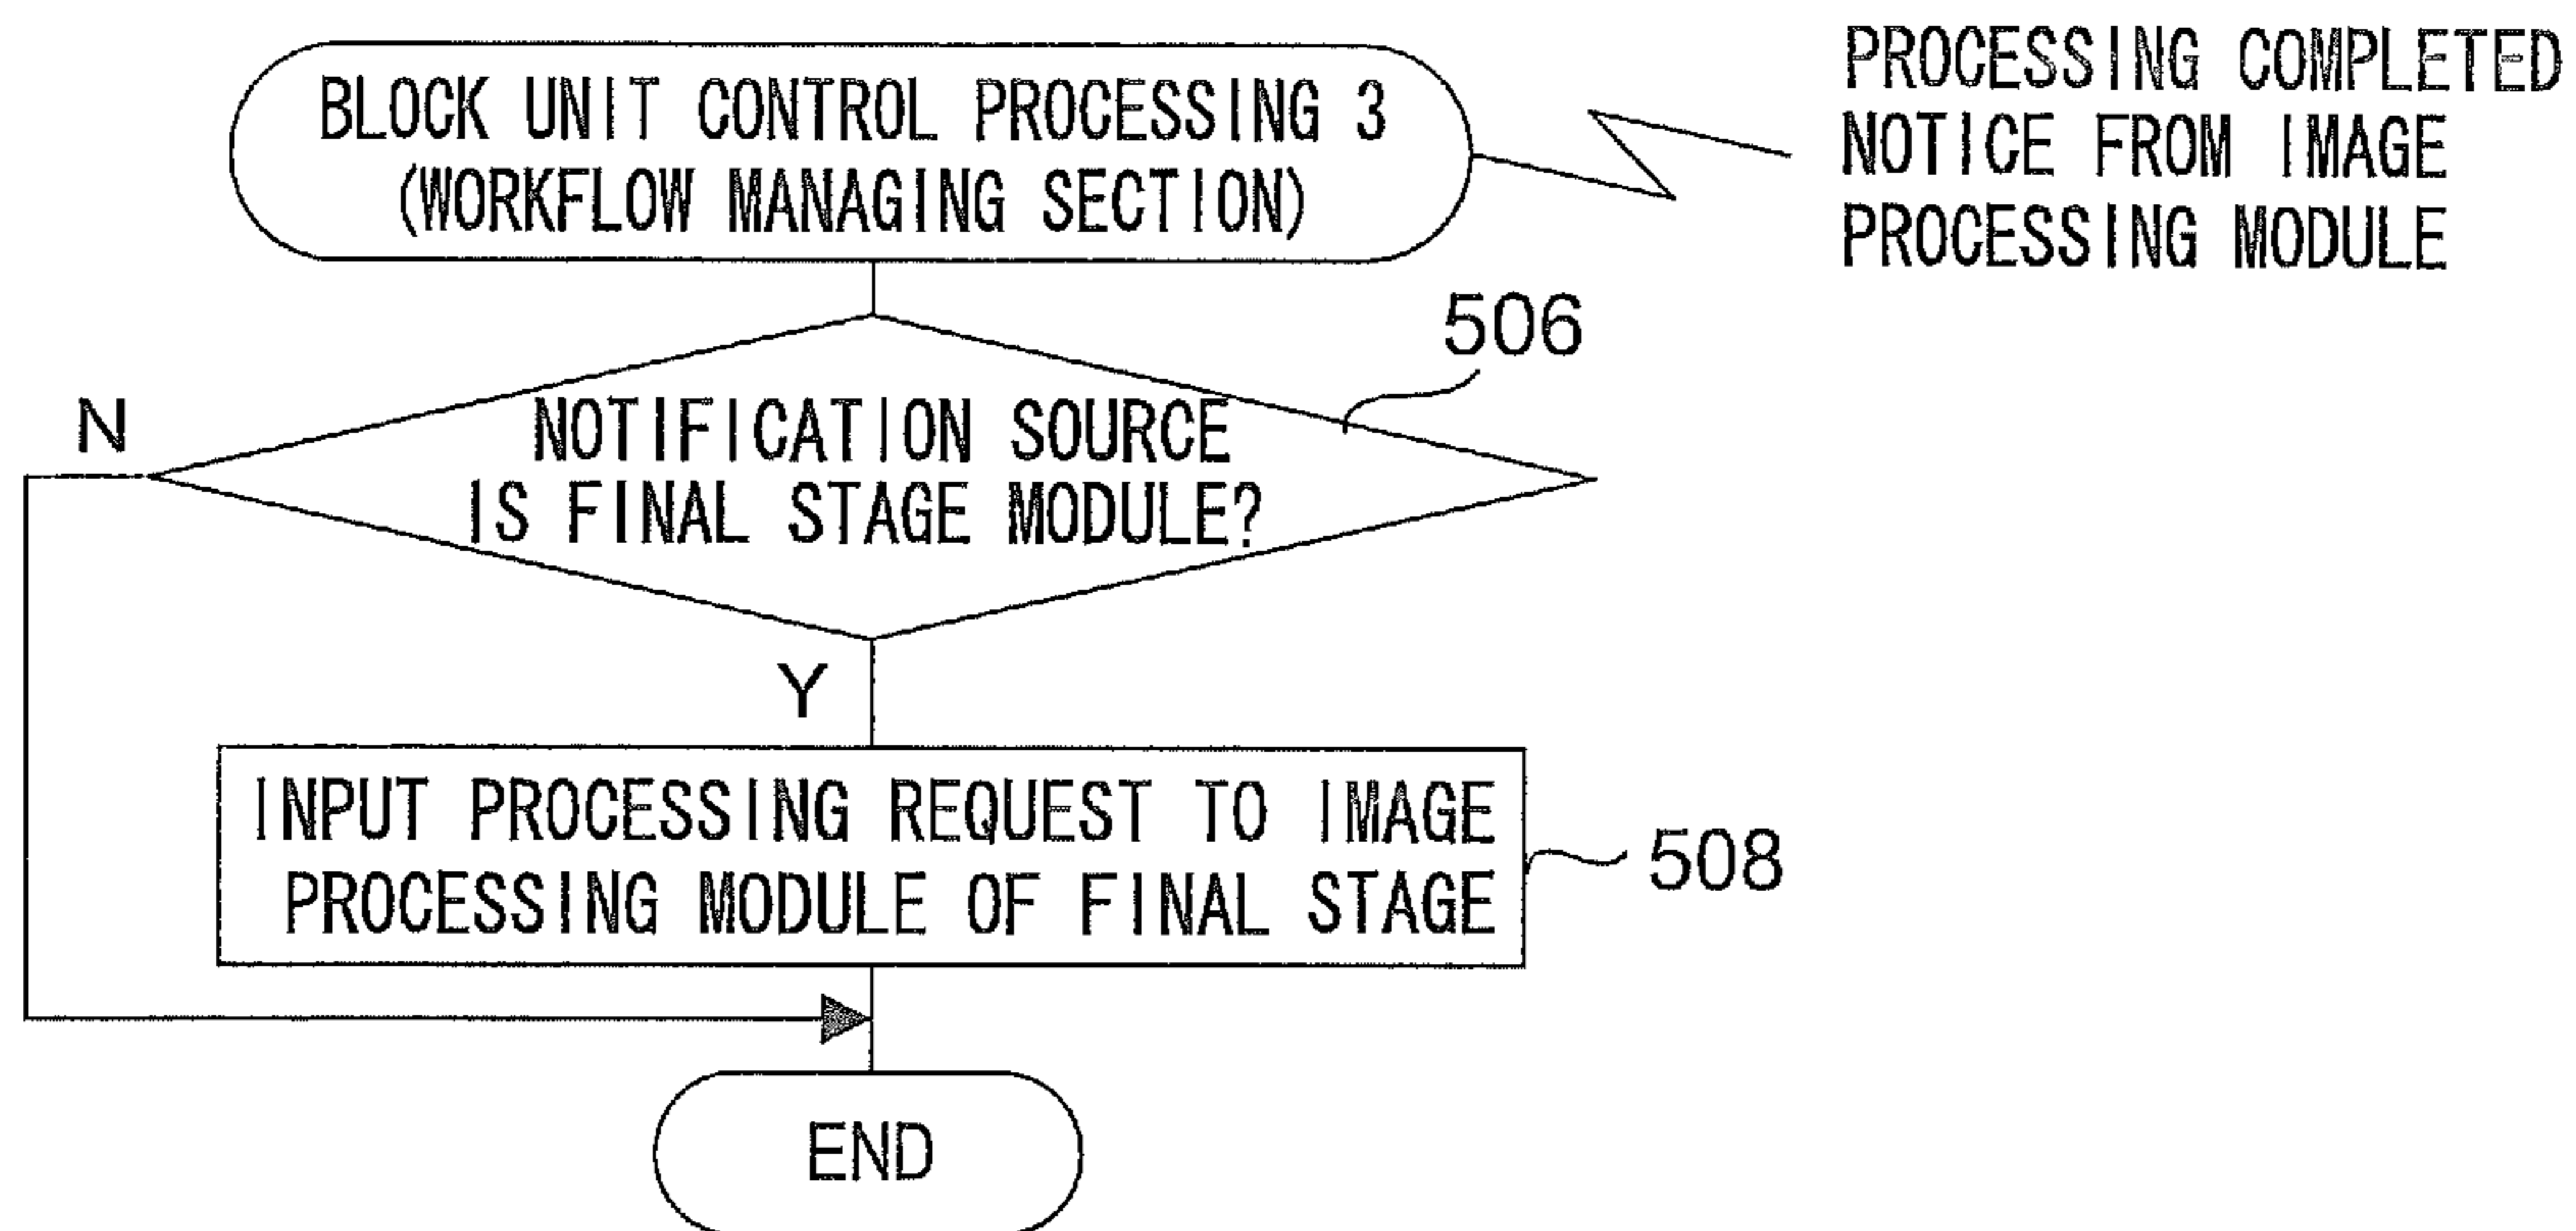 BLOCK UNIT CONTROL PROCESSING 3
(WORKFLOW MANAGING SECTION)
PROCESSING COMPLETED
NOTICE FROM IMAGE
PROCESSING MODULE
506
N
NOTIFICATION SOURCE
IS FINAL STAGE MODULE?
Y
INPUT PROCESSING REQUEST TO IMAGE
PROCESSING MODULE OF FINAL STAGE
508
END